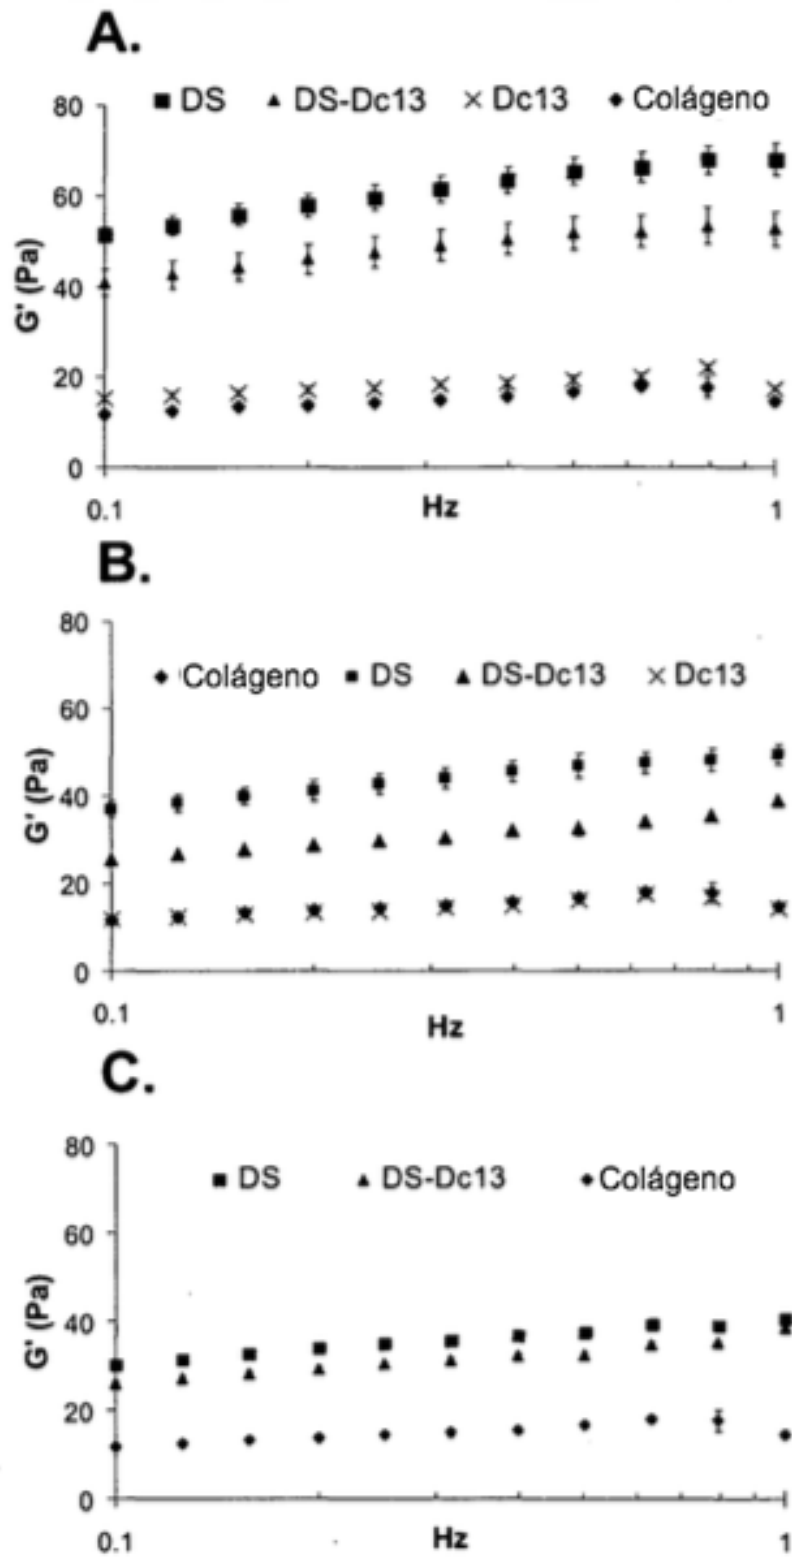 A.
DS DS-Dc13 Dc13 Colágeno
80
60
40
20
0
G' (Pa)
0.1 Hz 1
B.
80
Colágeno DS DS-Dc13 Dc13
60
40
20
0
G' (Pa)
0.1 Hz 1
C.
80
DS DS-Dc13 Colágeno
60
40
20
0
G' (Pa)
0.1 Hz 1